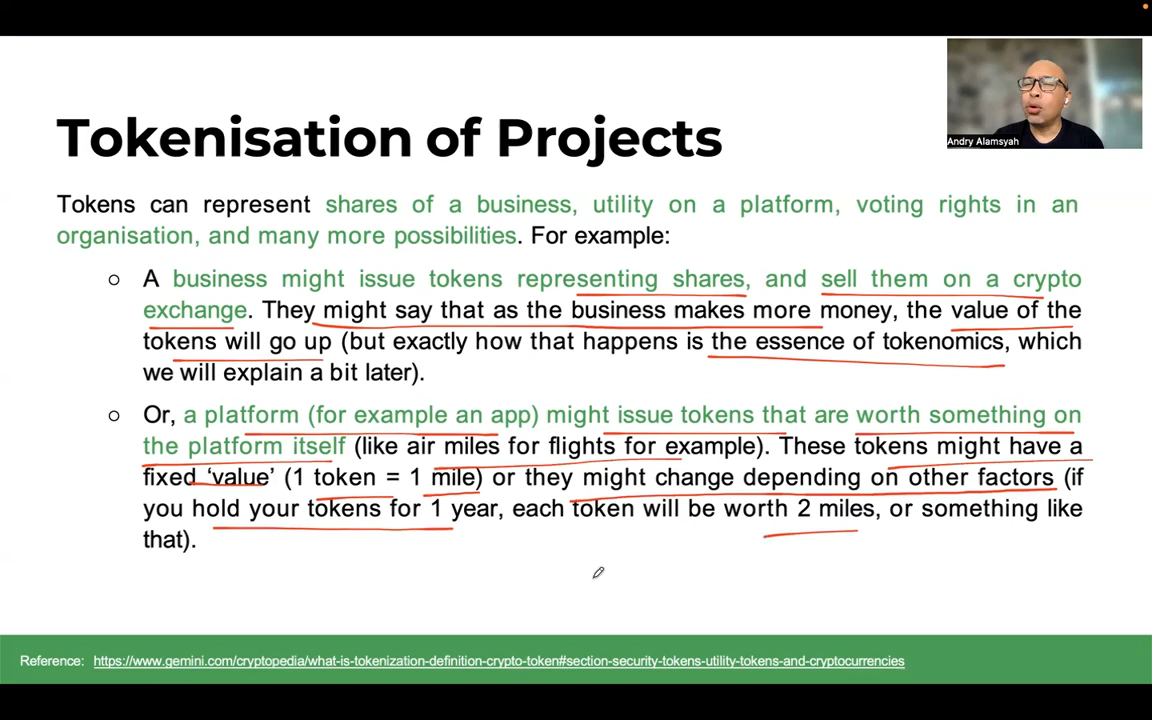 Andry Alamsyah
Tokenisation of Projects
Tokens can represent shares of a business, utility on a platform, voting rights in an
organisation, and many more possibilities. For example:
○ A business might issue tokens representing shares, and sell them on a crypto
exchange. They might say that as the business makes more money, the value of the
tokens will go up (but exactly how that happens is the essence of tokenomics, which
we will explain a bit later).
○ Or, a platform (for example an app) might issue tokens that are worth something on
the platform itself (like air miles for flights for example). These tokens might have a
fixed ‘value’ (1 token = 1 mile) or they might change depending on other factors (if
you hold your tokens for 1 year, each token will be worth 2 miles, or something like
that).
Reference: https://www.gemini.com/cryptopedia/what-is-tokenization-definition-crypto-token#section-security-tokens-utility-tokens-and-cryptocurrencies